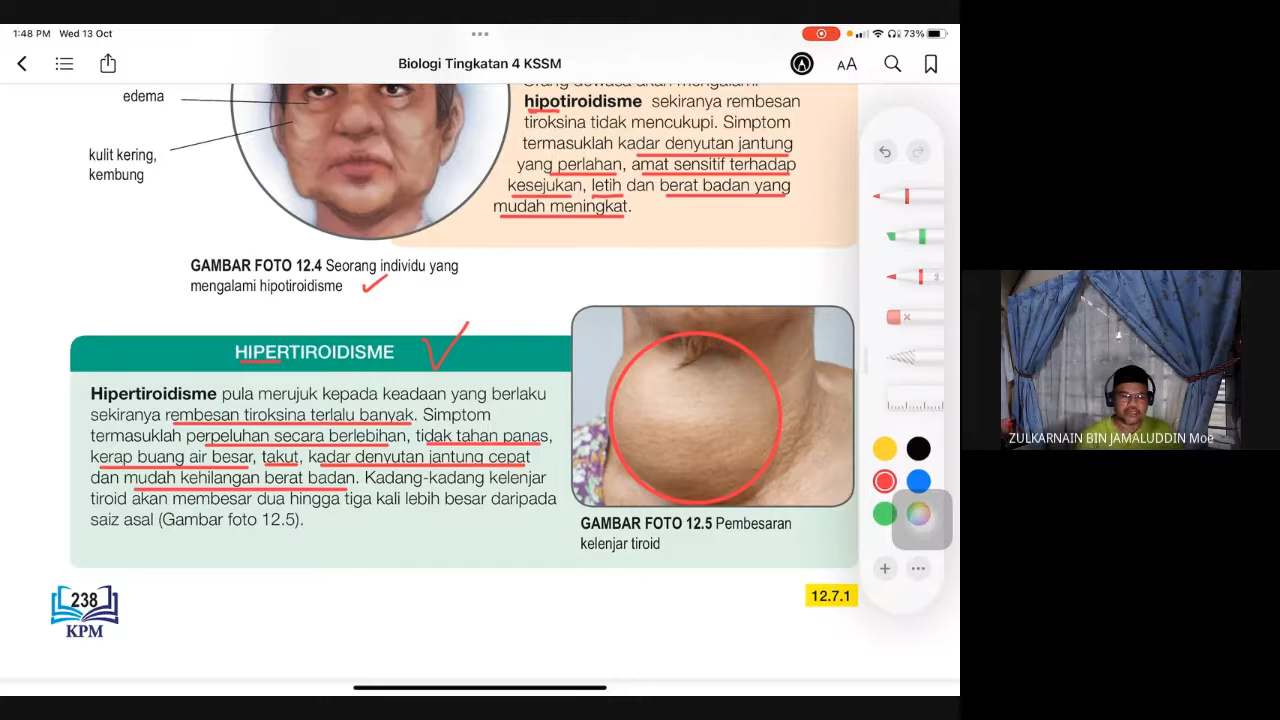 1:48 PM Wed 13 Oct
73%
Biologi Tingkatan 4 KSSM
AA
edema
kulit kering,
kembung
hipotiroidisme sekiranya rembesan
tiroksina tidak mencukupi. Simptom
termasuklah kadar denyutan jantung
yang perlahan, amat sensitif terhadap
kesejukan, letih dan berat badan yang
mudah meningkat.
GAMBAR FOTO 12.4 Seorang individu yang
mengalami hipotiroidisme
HIPERTIROIDISME
Hipertiroidisme pula merujuk kepada keadaan yang berlaku
sekiranya rembesan tiroksina terlalu banyak. Simptom
termasuklah perpeluhan secara berlebihan, tidak tahan panas,
kerap buang air besar, takut, kadar denyutan jantung cepat
dan mudah kehilangan berat badan. Kadang-kadang kelenjar
tiroid akan membesar dua hingga tiga kali lebih besar daripada
saiz asal (Gambar foto 12.5).
GAMBAR FOTO 12.5 Pembesaran
kelenjar tiroid
12.7.1
238
KPM
ZULKARNAIN BIN JAMALUDDIN Moe